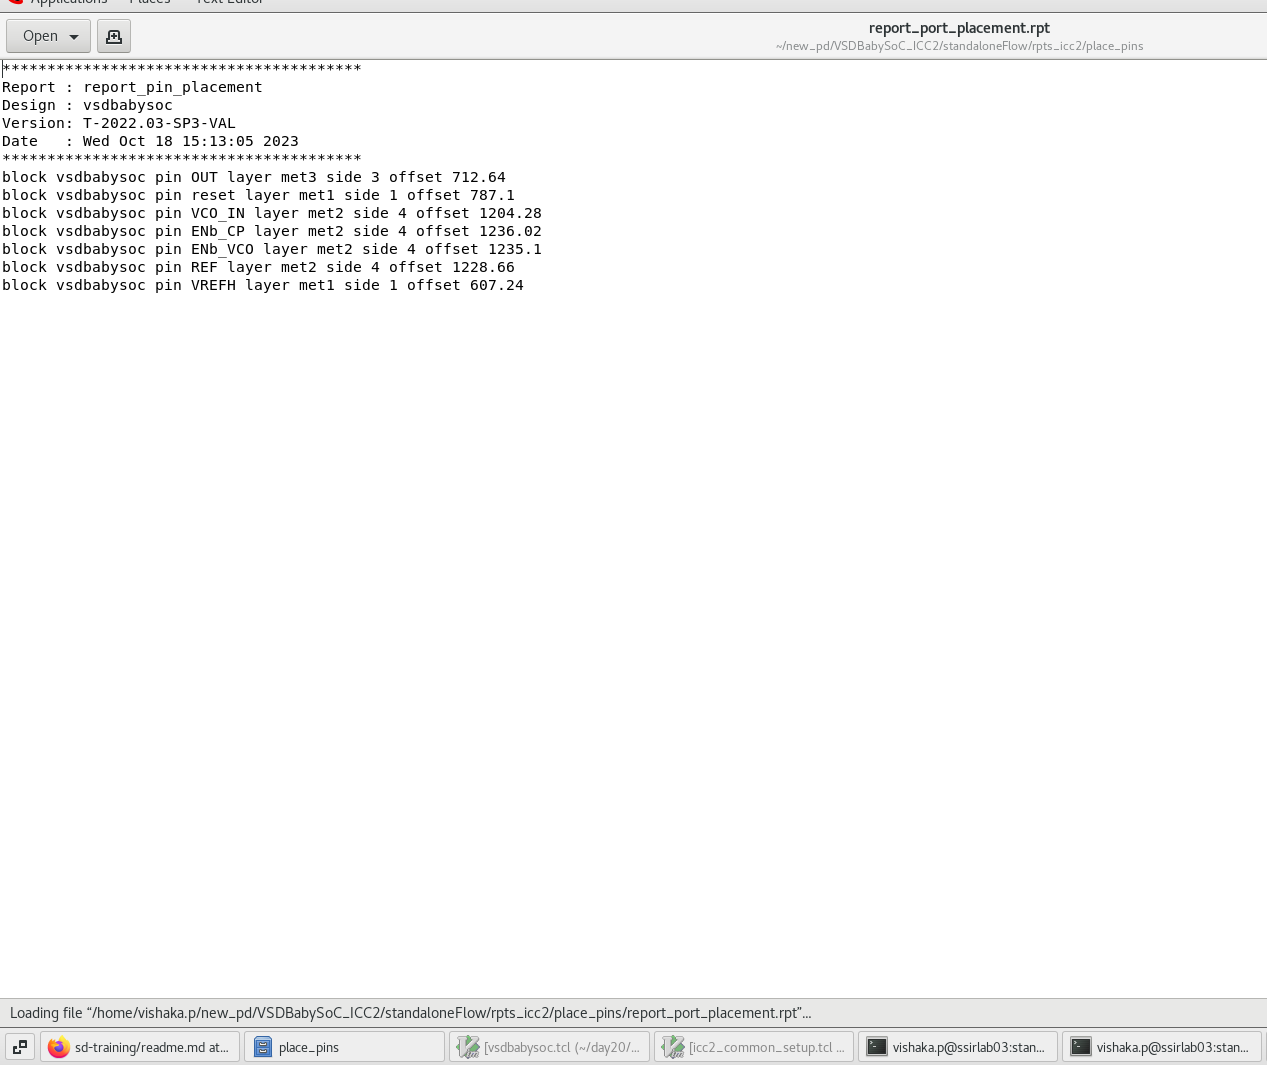 Applications Places Text Editor
Open
report_port_placement.rpt
~/new_pd/VSDBabySoC_ICC2/standaloneFlow/rpts_icc2/place_pins
****************************************
Report : report_pin_placement
Design : vsdbabysoc
Version: T-2022.03-SP3-VAL
Date   : Wed Oct 18 15:13:05 2023
****************************************
block vsdbabysoc pin OUT layer met3 side 3 offset 712.64
block vsdbabysoc pin reset layer met1 side 1 offset 787.1
block vsdbabysoc pin VCO_IN layer met2 side 4 offset 1204.28
block vsdbabysoc pin ENb_CP layer met2 side 4 offset 1236.02
block vsdbabysoc pin ENb_VCO layer met2 side 4 offset 1235.1
block vsdbabysoc pin REF layer met2 side 4 offset 1228.66
block vsdbabysoc pin VREFH layer met1 side 1 offset 607.24
Loading file “/home/vishaka.p/new_pd/VSDBabySoC_ICC2/standaloneFlow/rpts_icc2/place_pins/report_port_placement.rpt”...
sd-training/readme.md at... place_pins [vsdbabysoc.tcl (~/day20/... [icc2_common_setup.tcl ... vishaka.p@ssirlab03:stan... vishaka.p@ssirlab03:stan...